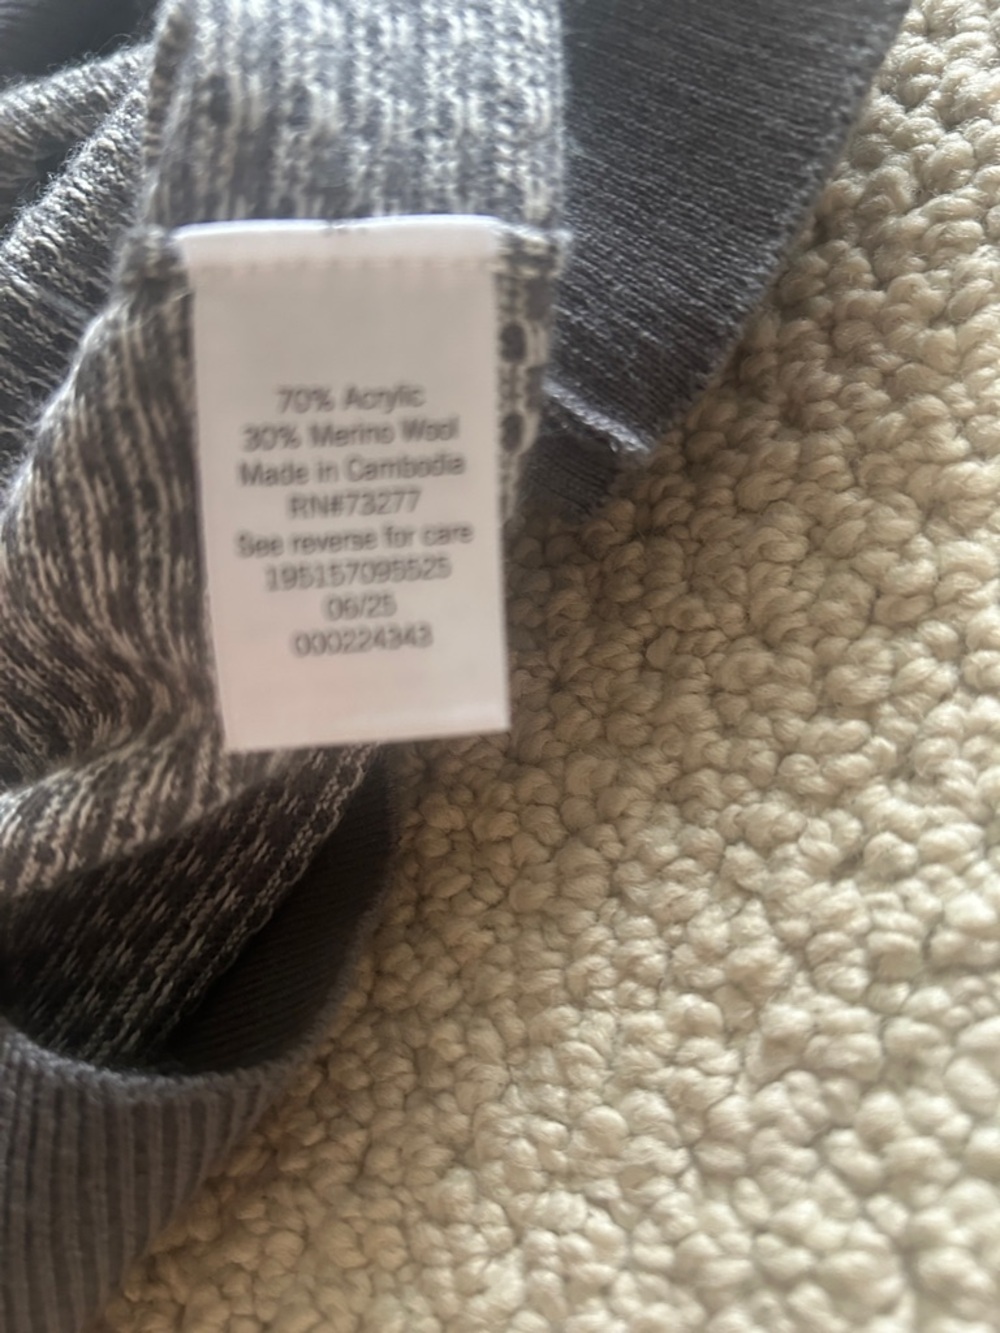 70% Acrylic
30% Merino Wool
Made in Cambodia
RN#73277
See reverse for care
195157095525
06/25
000224343